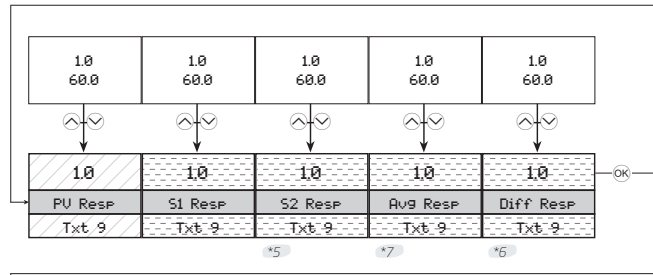 1.0 1.0 1.0 1.0 1.0
60.0 60.0 60.0 60.0 60.0
1.0 1.0 1.0 1.0 1.0
OK
PV Resp S1 Resp S2 Resp Avg Resp Diff Resp
Txt 9 Txt 9 Txt 9 Txt 9 Txt 9
*5 *7 *6